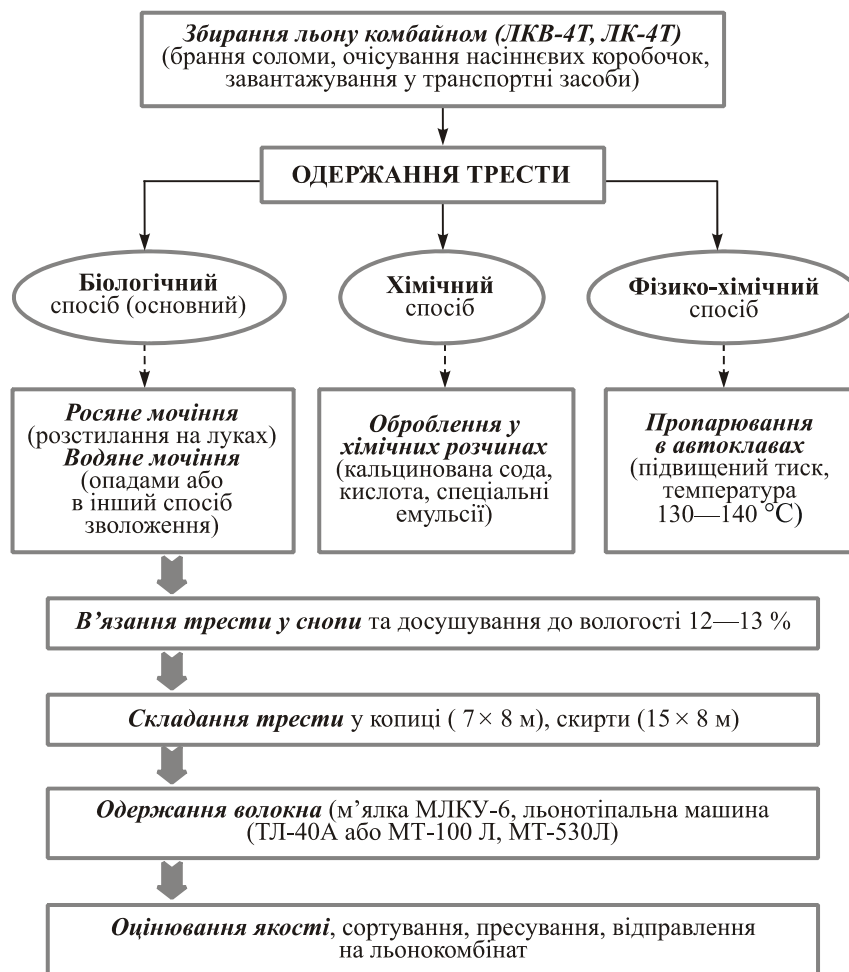 Збирання льону комбайном (ЛКВ-4Т, ЛК-4Т)
(брання соломи, очісування насіннєвих коробочок,
завантажування у транспортні засоби)
ОДЕРЖАННЯ ТРЕСТИ
Біологічний
спосіб (основний)
Хімічний
спосіб
Фізико-хімічний
спосіб
Росяне мочіння
(розстилання на луках)
Водяне мочіння
(опадами або
в інший спосіб
зволоження)
Оброблення у
хімічних розчинах
(кальцинована сода,
кислота, спеціальні
емульсії)
Пропарювання
в автоклавах
(підвищений тиск,
температура
130—140 °C)
В’язання трести у снопи та досушування до вологості 12—13 %
Складання трести у копиці ( 7 × 8 м), скирти (15 × 8 м)
Одержання волокна (м’ялка МЛКУ-6, льонотіпальна машина
(ТЛ-40А або МТ-100 Л, МТ-530Л)
Оцінювання якості, сортування, пресування, відправлення
на льонокомбінат